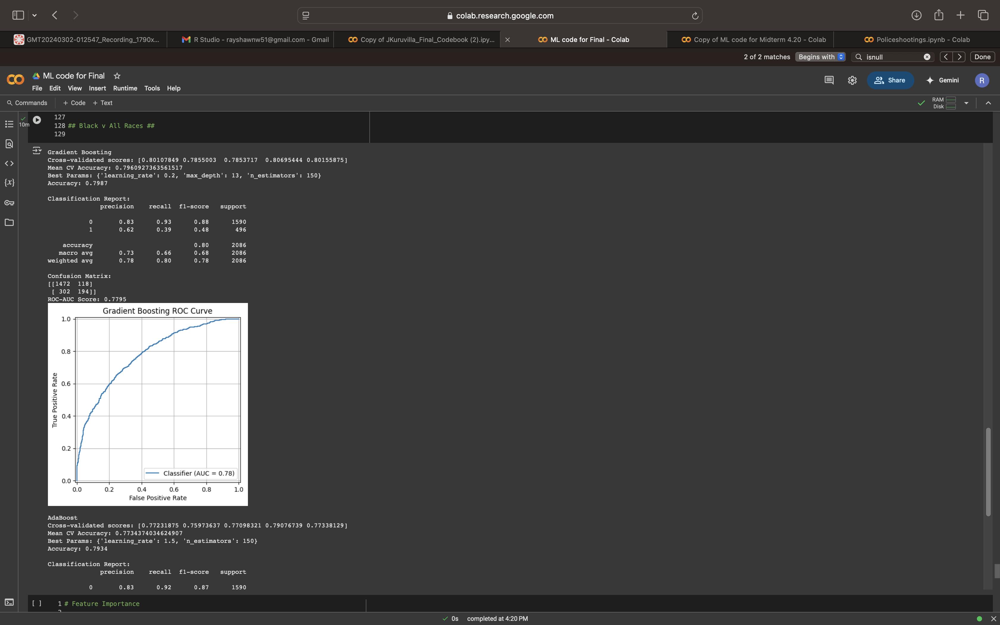 colab.research.google.com
GMT20240302-012547_Recording_1790x...
R Studio - rayshawnw51@gmail.com - Gmail
Copy of JKuruvilla_Final_Codebook (2).ipy...
ML code for Final - Colab
Copy of ML code for Midterm 4.20 - Colab
Policeshootings.ipynb - Colab
2 of 2 matches
Begins with
isnull
Done
ML code for Final
Share
Gemini
R
File Edit View Insert Runtime Tools Help
Commands + Code + Text
RAM
Disk
10m
127
128 ## Black v All Races ##
129
{x}
Gradient Boosting
Cross-validated scores: [0.80107849 0.7855003  0.7853717  0.80695444 0.80155875]
Mean CV Accuracy: 0.7960927363561517
Best Params: {'learning_rate': 0.2, 'max_depth': 13, 'n_estimators': 150}
Accuracy: 0.7987
Classification Report:
precision recall f1-score support
0 0.83 0.93 0.88 1590
1 0.62 0.39 0.48 496
accuracy 0.80 2086
macro avg 0.73 0.66 0.68 2086
weighted avg 0.78 0.80 0.78 2086
Confusion Matrix:
[[1472  118]
[ 302  194]]
ROC-AUC Score: 0.7795
Gradient Boosting ROC Curve
1.0
0.8
0.6
0.4
0.2
0.0
True Positive Rate
Classifier (AUC = 0.78)
0.0 0.2 0.4 0.6 0.8 1.0
False Positive Rate
AdaBoost
Cross-validated scores: [0.77231875 0.75973637 0.77098321 0.79076739 0.77338129]
Mean CV Accuracy: 0.7734374034624907
Best Params: {'learning_rate': 1.5, 'n_estimators': 150}
Accuracy: 0.7934
Classification Report:
precision recall f1-score support
0 0.83 0.92 0.87 1590
[ ] 1 # Feature Importance
0s completed at 4:20 PM